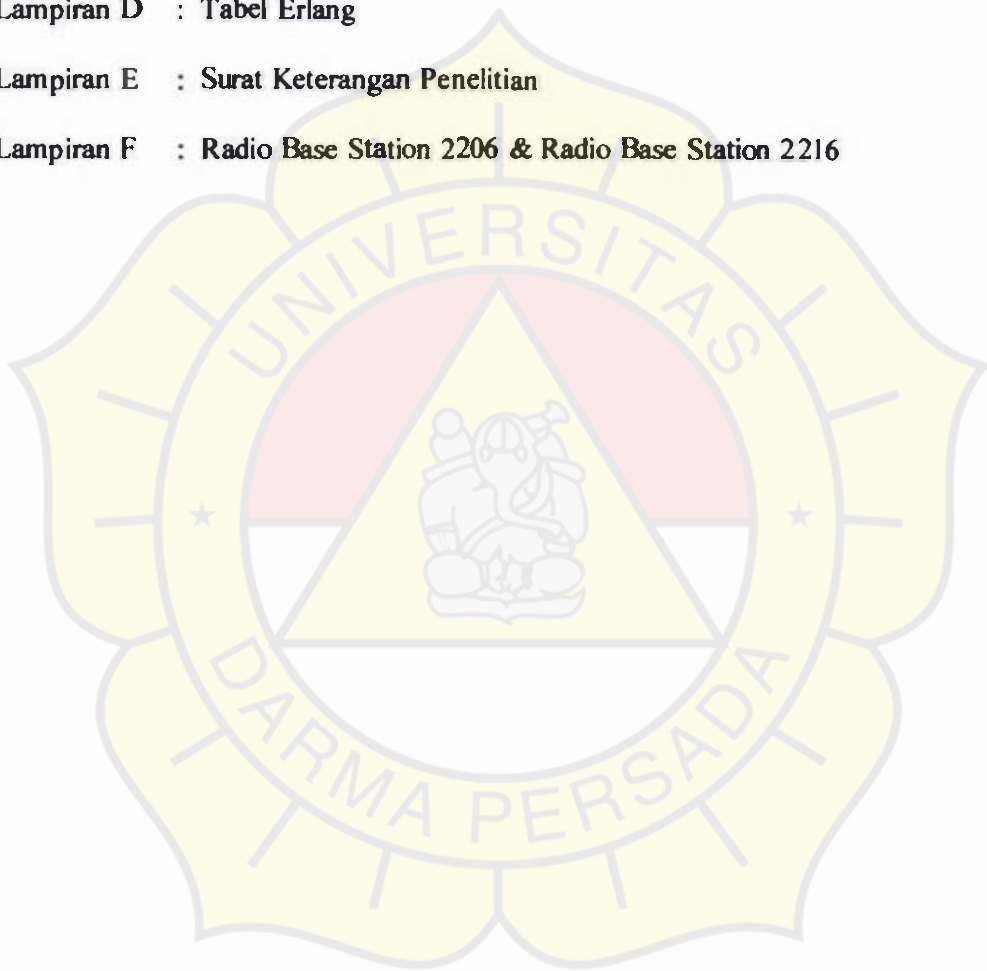 Lampiran D : Tabel Erlang
Lampiran E : Surat Keterangan Penelitian
Lampiran F : Radio Base Station 2206 & Radio Base Station 2216
UNIVERSITAS
DARMA PERSADA